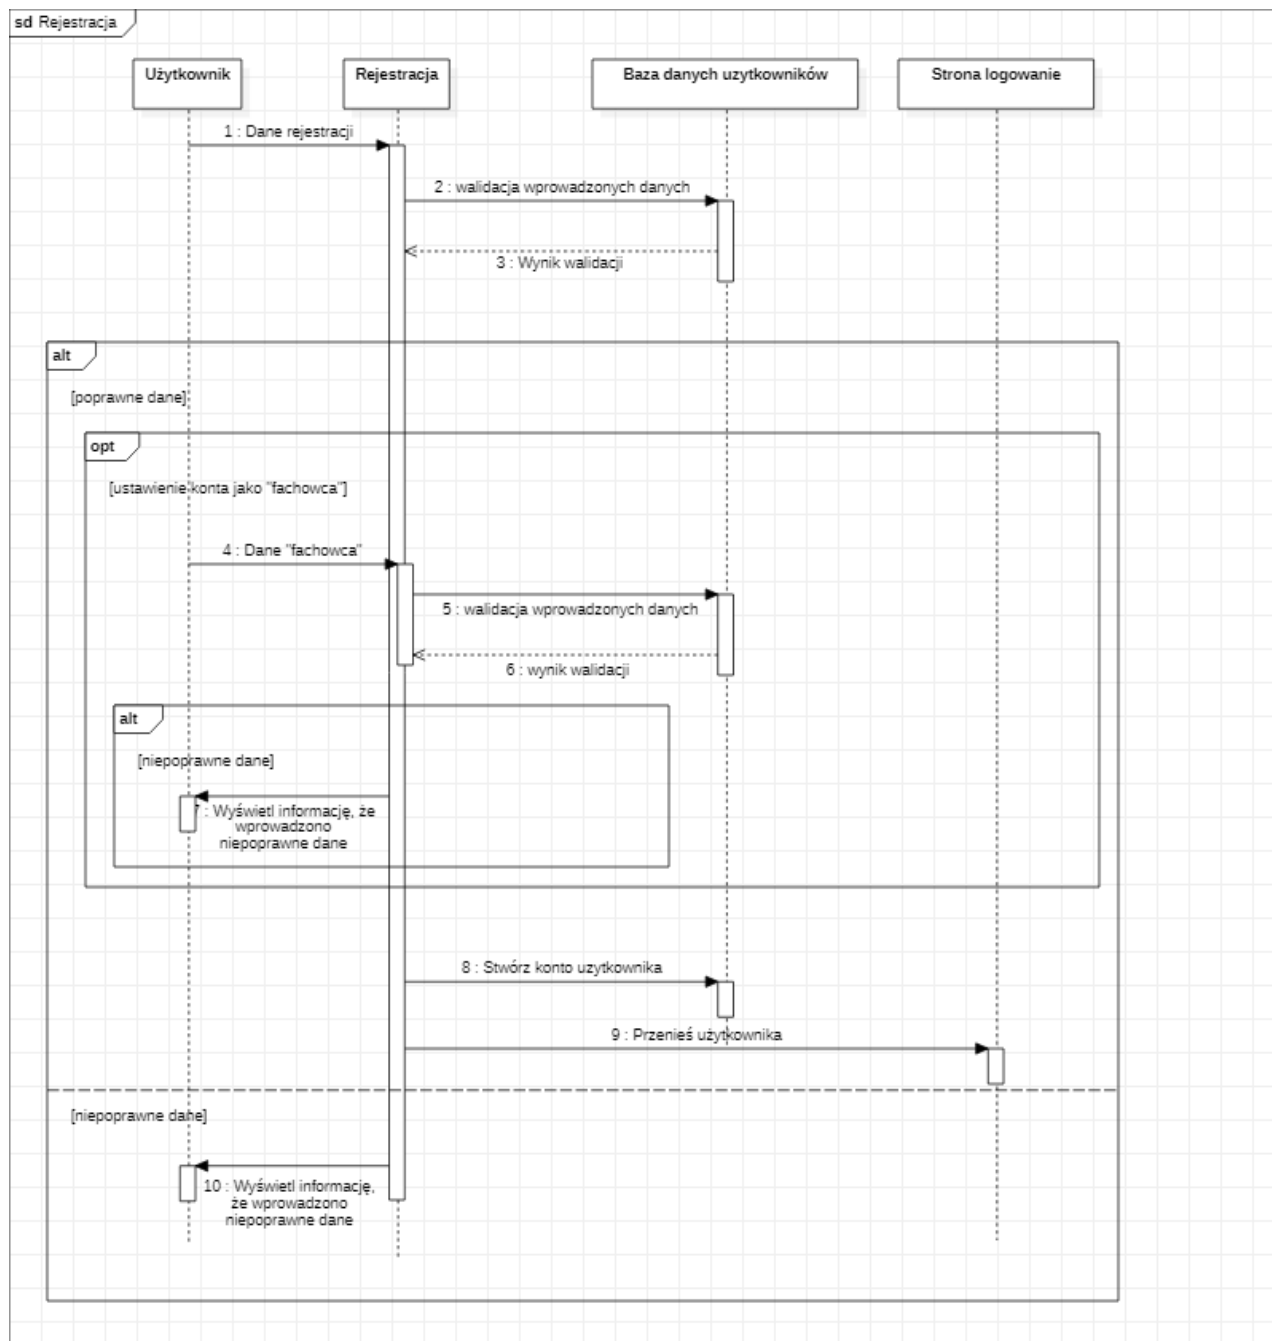 sd Rejestracja
Użytkownik
Rejestracja
Baza danych uzytkowników
Strona logowanie
1 : Dane rejestracji
2 : walidacja wprowadzonych danych
3 : Wynik walidacji
alt
[poprawne dane]
opt
[ustawienie konta jako "fachowca"]
4 : Dane "fachowca"
5 : walidacja wprowadzonych danych
6 : wynik walidacji
alt
[niepoprawne dane]
7 : Wyświetl informację, że
wprowadzono
niepoprawne dane
8 : Stwórz konto uzytkownika
9 : Przenieś użytkownika
[niepoprawne dane]
10 : Wyświetl informację,
że wprowadzono
niepoprawne dane